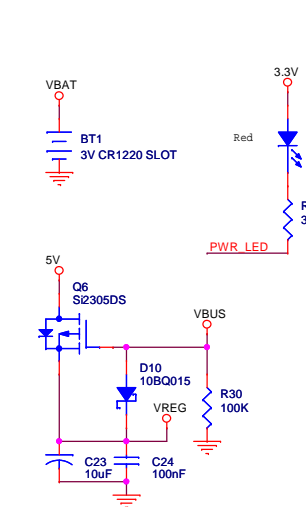 3.3V
VBAT
Red
BT1
3V CR1220 SLOT
PWR_LED
5V
Q6
Si2305DS
VBUS
D10
10BQ015
VREG
R30
100K
C23
10uF
C24
100nF